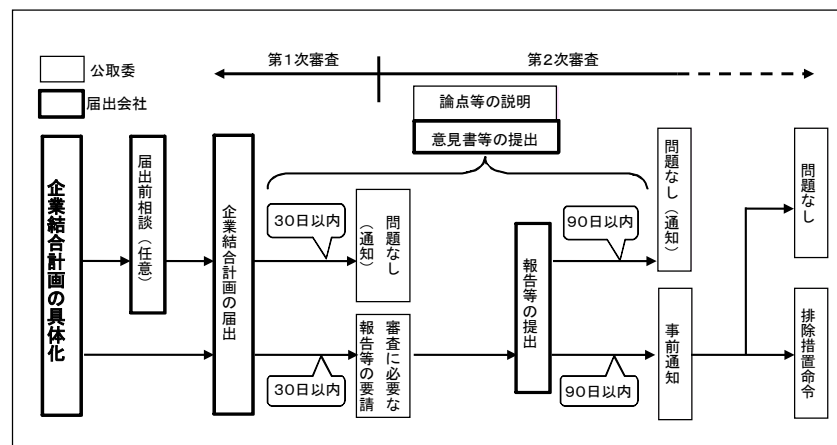 第1次審査
第2次審査
公取委
届出会社
論点等の説明
意見書等の提出
企業結合計画の具体化
届出前相談（任意）
企業結合計画の届出
30日以内
問題なし
（通知）
30日以内
審査に必要な
報告等の要請
報告等の提出
90日以内
問題なし（通知）
90日以内
事前通知
問題なし
排除措置命令